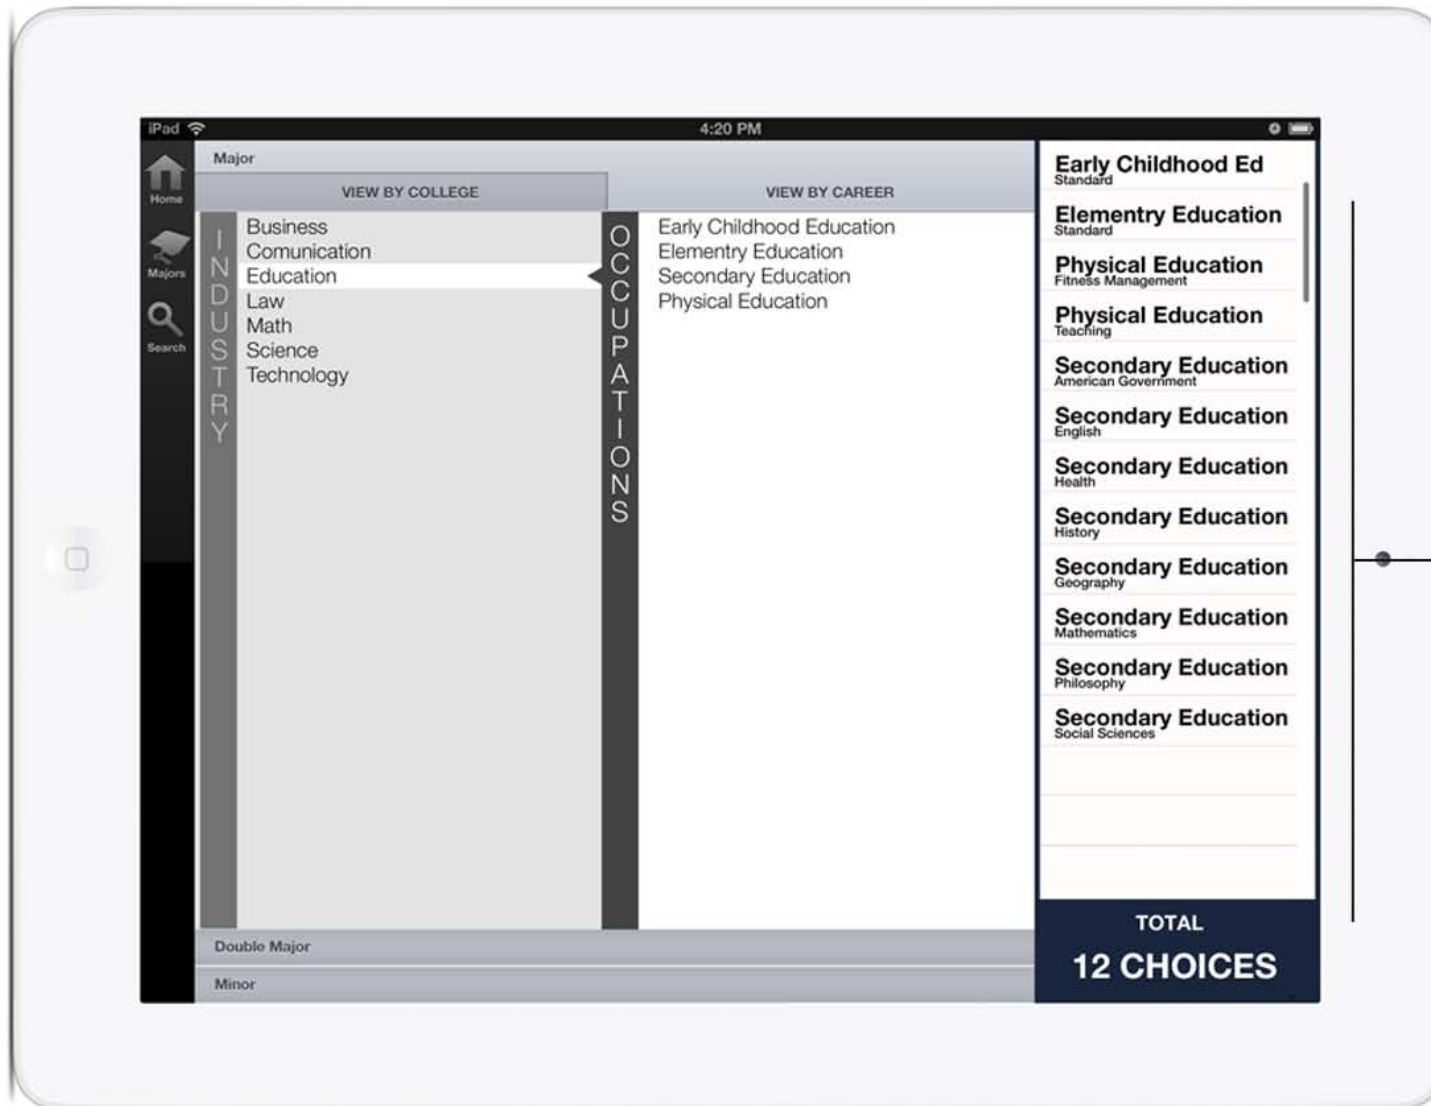 iPad
4:20 PM
Home
Majors
Search
Major
VIEW BY COLLEGE
VIEW BY CAREER
INDUSTRY
Business
Comunication
Education
Law
Math
Science
Technology
OCCUPATIONS
Early Childhood Education
Elementry Education
Secondary Education
Physical Education
Double Major
Minor
Early Childhood Ed
Standard
Elementry Education
Standard
Physical Education
Fitness Management
Physical Education
Teaching
Secondary Education
American Government
Secondary Education
English
Secondary Education
Health
Secondary Education
History
Secondary Education
Geography
Secondary Education
Mathematics
Secondary Education
Philosophy
Secondary Education
Social Sciences
TOTAL
12 CHOICES